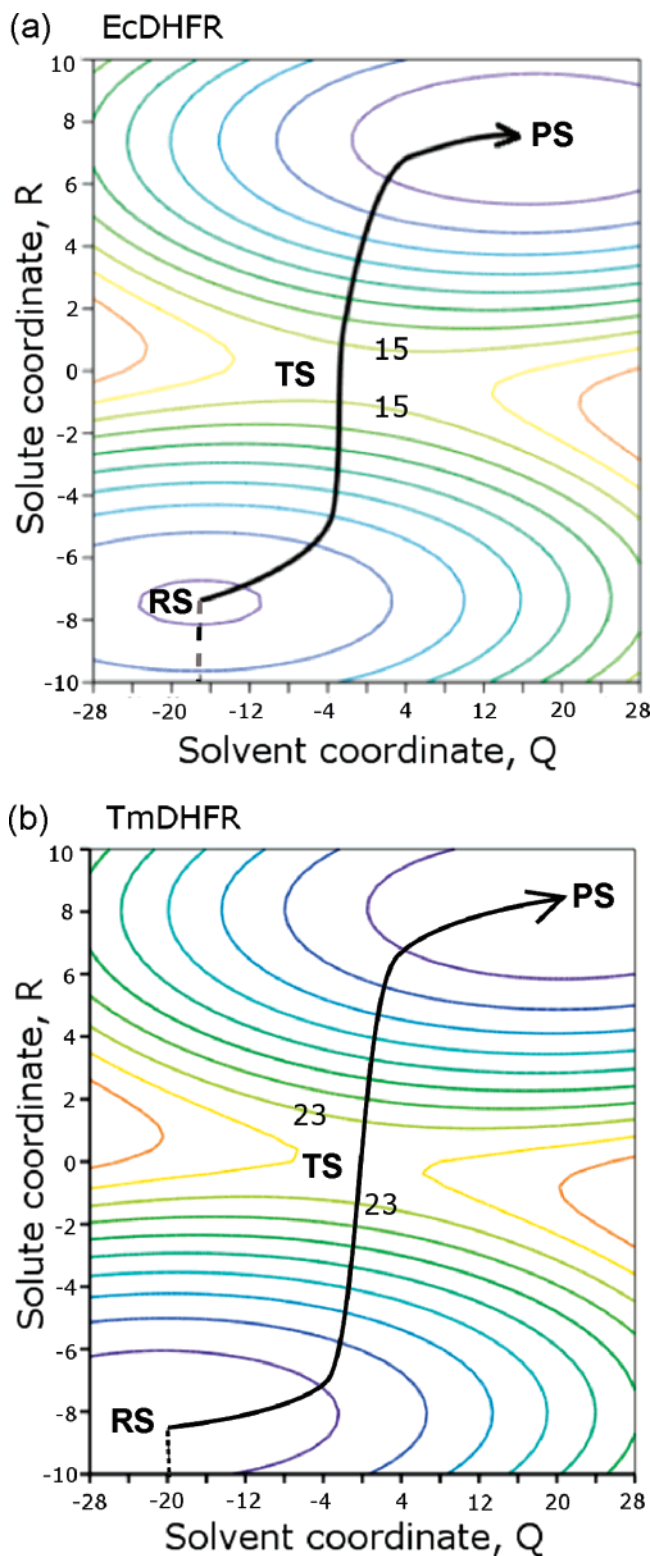 (a) EcDHFR
10
8
6
4
2
0
-2
-4
-6
-8
-10
Solute coordinate, R
PS
15
TS
15
RS
-28 -20 -12 -4 4 12 20 28
Solvent coordinate, Q
(b) TmDHFR
10
8
6
4
2
0
-2
-4
-6
-8
-10
Solute coordinate, R
PS
23
TS
23
RS
-28 -20 -12 -4 4 12 20 28
Solvent coordinate, Q